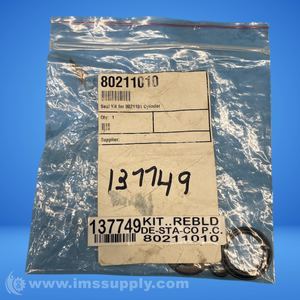 80211010
Seal Kit for 8021101 Cylinder
Qty: 1
Supplier:
137749
137749 KIT..REBLD
DE-STA-CO P.C.
80211010
www.imssupply.com